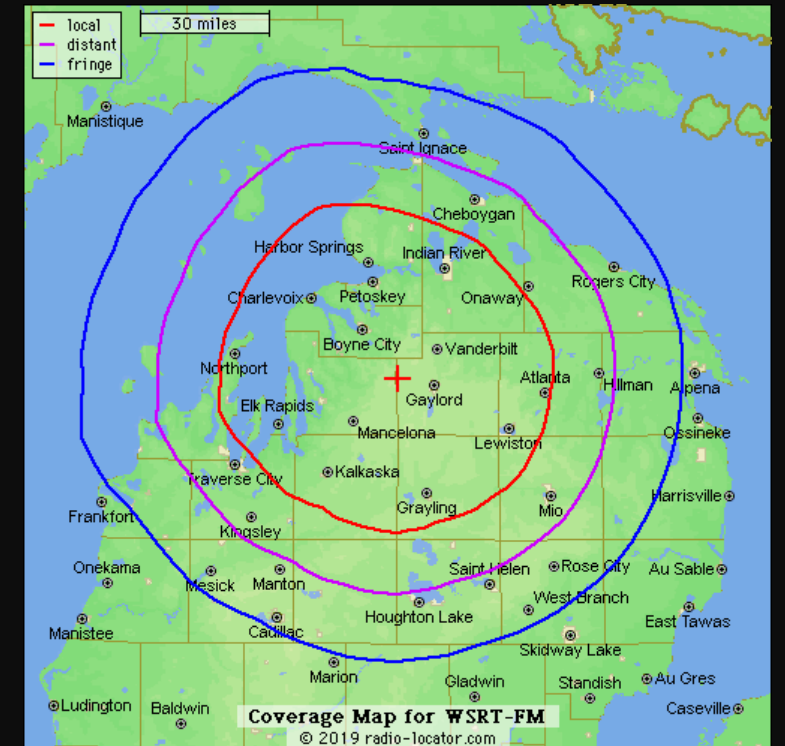 local
30 miles
distant
fringe
Manistique
Saint Ignace
Cheboygan
Harbor Springs
Indian River
Rogers City
Charlevoix
Petoskey
Onaway
Boyne City
Vanderbilt
Northport
Atlanta
Hillman
Alpena
Gaylord
Elk Rapids
Mancelona
Lewiston
Ossineke
Traverse City
Kalkaska
Grayling
Mio
Harrisville
Frankfort
Kingsley
Onekama
Mesick
Manton
Saint Helen
Rose City
Au Sable
West Branch
Houghton Lake
East Tawas
Manistee
Cadillac
Skidway Lake
Marion
Gladwin
Standish
Au Gres
Ludington
Baldwin
Caseville
Coverage Map for WSRT-FM
© 2019 radio-locator.com